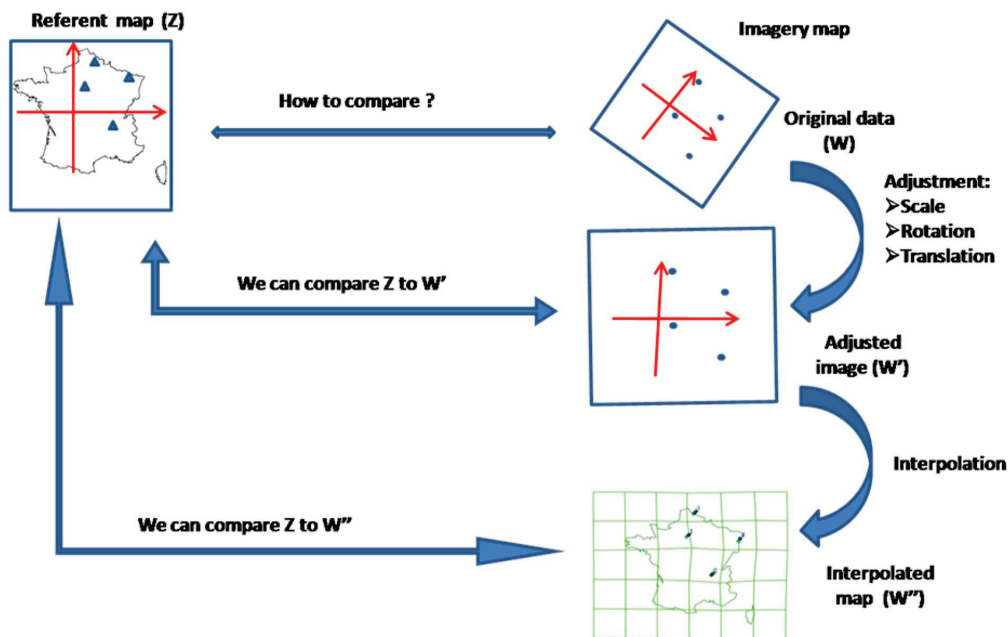 Referent map (Z)
Imagery map
How to compare ?
Original data
(W)
Adjustment:
➢Scale
➢Rotation
➢Translation
We can compare Z to W'
Adjusted
image (W')
Interpolation
We can compare Z to W"
Interpolated
map (W")